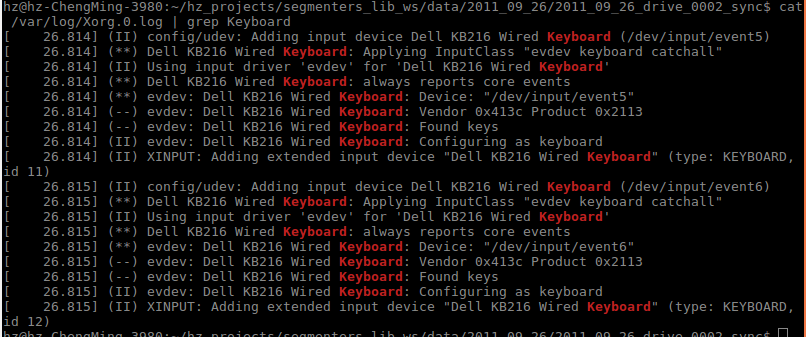 hz@hz-ChengMing-3980:~/hz_projects/segmenters_lib_ws/data/2011_09_26/2011_09_26_drive_0002_sync$ cat
/var/log/Xorg.0.log | grep Keyboard
[    26.814] (II) config/udev: Adding input device Dell KB216 Wired Keyboard (/dev/input/event5)
[    26.814] (**) Dell KB216 Wired Keyboard: Applying InputClass "evdev keyboard catchall"
[    26.814] (II) Using input driver 'evdev' for 'Dell KB216 Wired Keyboard'
[    26.814] (**) Dell KB216 Wired Keyboard: always reports core events
[    26.814] (**) evdev: Dell KB216 Wired Keyboard: Device: "/dev/input/event5"
[    26.814] (--) evdev: Dell KB216 Wired Keyboard: Vendor 0x413c Product 0x2113
[    26.814] (--) evdev: Dell KB216 Wired Keyboard: Found keys
[    26.814] (II) evdev: Dell KB216 Wired Keyboard: Configuring as keyboard
[    26.814] (II) XINPUT: Adding extended input device "Dell KB216 Wired Keyboard" (type: KEYBOARD,
id 11)
[    26.815] (II) config/udev: Adding input device Dell KB216 Wired Keyboard (/dev/input/event6)
[    26.815] (**) Dell KB216 Wired Keyboard: Applying InputClass "evdev keyboard catchall"
[    26.815] (II) Using input driver 'evdev' for 'Dell KB216 Wired Keyboard'
[    26.815] (**) Dell KB216 Wired Keyboard: always reports core events
[    26.815] (**) evdev: Dell KB216 Wired Keyboard: Device: "/dev/input/event6"
[    26.815] (--) evdev: Dell KB216 Wired Keyboard: Vendor 0x413c Product 0x2113
[    26.815] (--) evdev: Dell KB216 Wired Keyboard: Found keys
[    26.815] (II) evdev: Dell KB216 Wired Keyboard: Configuring as keyboard
[    26.815] (II) XINPUT: Adding extended input device "Dell KB216 Wired Keyboard" (type: KEYBOARD,
id 12)
hz@hz-ChengMing-3980:~/hz_projects/segmenters_lib_ws/data/2011_09_26/2011_09_26_drive_0002_sync$